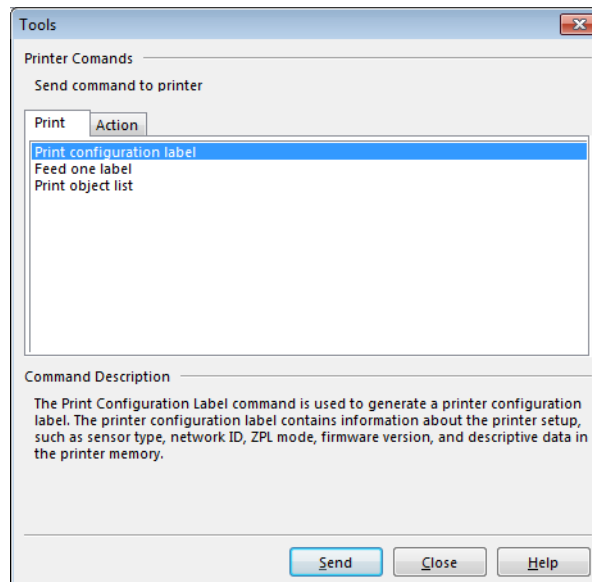 Tools
Printer Comands
Send command to printer
Print
Action
Print configuration label
Feed one label
Print object list
Command Description
The Print Configuration Label command is used to generate a printer configuration
label. The printer configuration label contains information about the printer setup,
such as sensor type, network ID, ZPL mode, firmware version, and descriptive data in
the printer memory.
Send
Close
Help